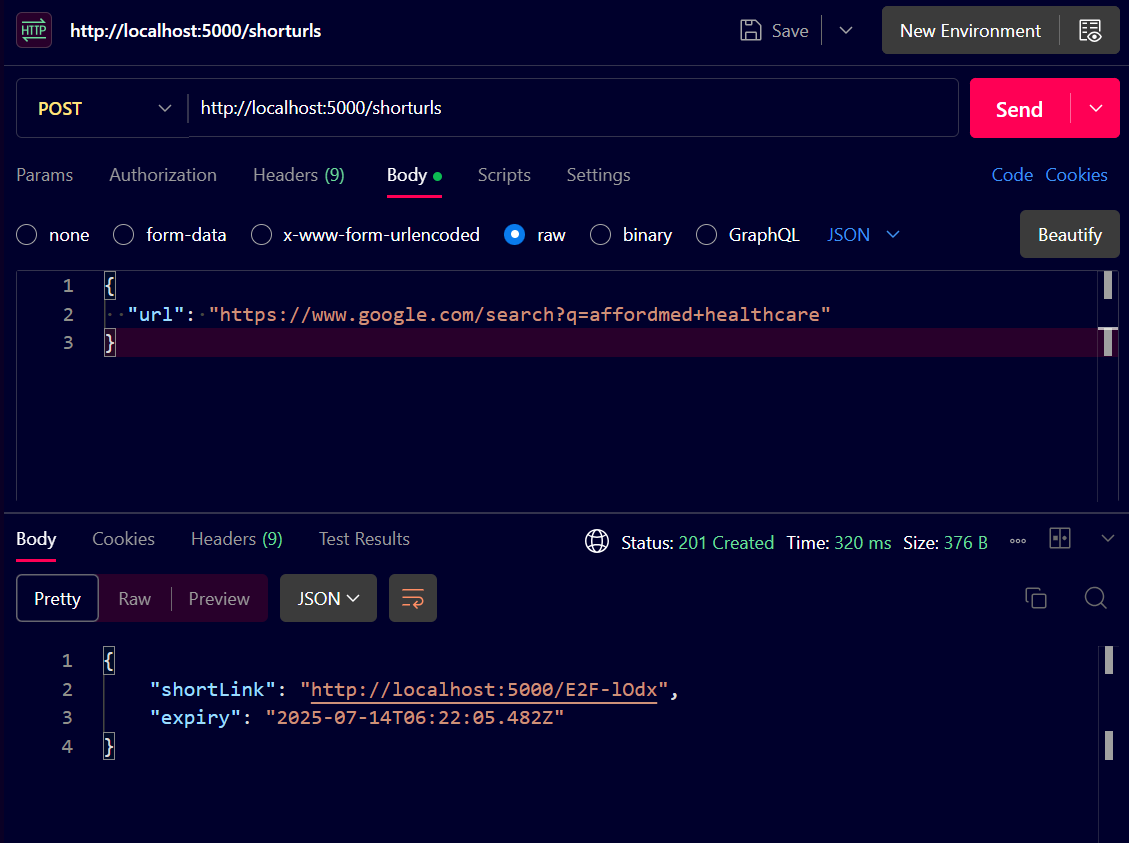 HTTP http://localhost:5000/shorturls Save New Environment
POST http://localhost:5000/shorturls Send
Params Authorization Headers (9) Body Scripts Settings Code Cookies
none form-data x-www-form-urlencoded raw binary GraphQL JSON Beautify
1 {
2 "url": "https://www.google.com/search?q=affordmed+healthcare"
3 }
Body Cookies Headers (9) Test Results Status: 201 Created Time: 320 ms Size: 376 B
Pretty Raw Preview JSON
1 {
2 "shortLink": "http://localhost:5000/E2F-lOdx",
3 "expiry": "2025-07-14T06:22:05.482Z"
4 }